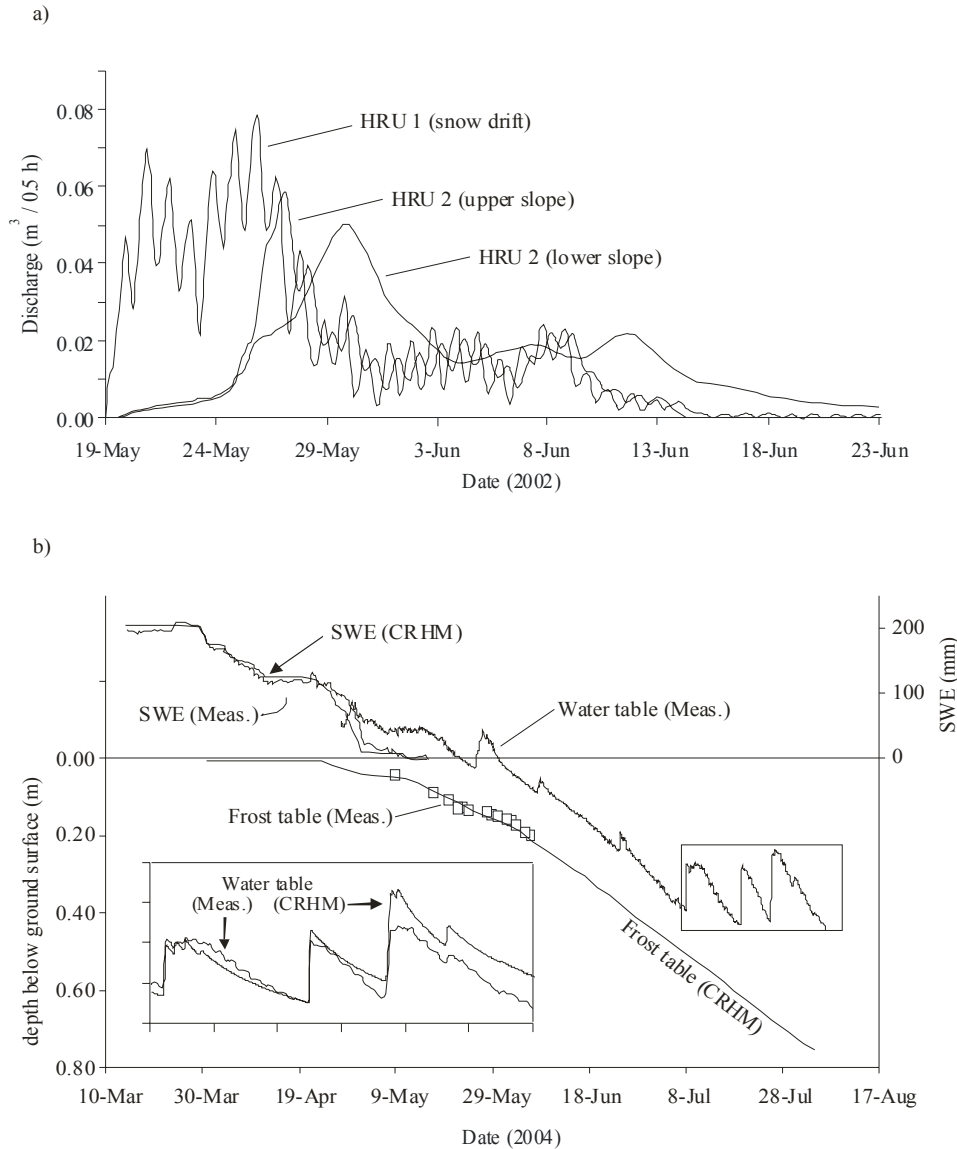 a)
0.08
0.06
0.04
0.02
0.00
Discharge (m³ / 0.5 h)
HRU 1 (snow drift)
HRU 2 (upper slope)
HRU 2 (lower slope)
19-May 24-May 29-May 3-Jun 8-Jun 13-Jun 18-Jun 23-Jun
Date (2002)
b)
SWE (CRHM)
SWE (Meas.)
Water table (Meas.)
200
100
0
SWE (mm)
0.00
0.20
0.40
0.60
0.80
depth below ground surface (m)
Frost table (Meas.)
Water table
(Meas.) (CRHM)
Frost table (CRHM)
10-Mar 30-Mar 19-Apr 9-May 29-May 18-Jun 8-Jul 28-Jul 17-Aug
Date (2004)